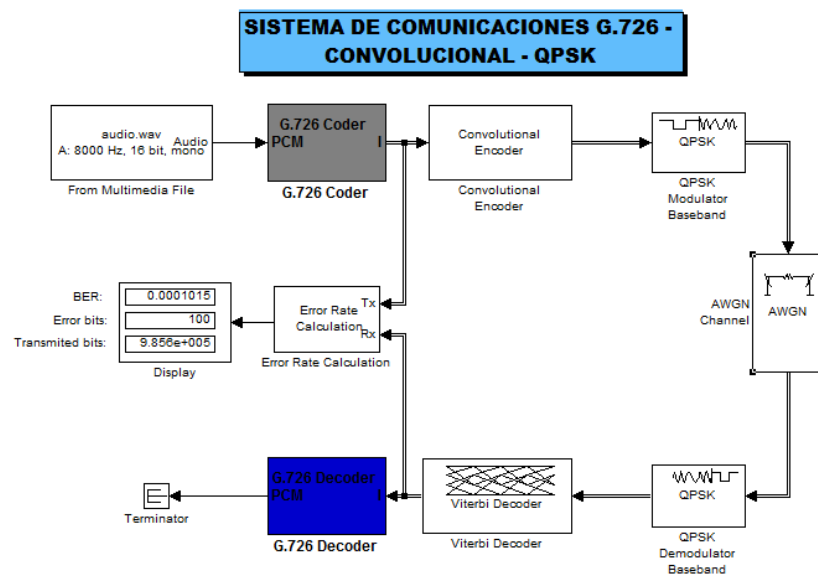 SISTEMA DE COMUNICACIONES G.726 -
CONVOLUCIONAL - QPSK
audio.wav
Audio
A: 8000 Hz, 16 bit, mono
From Multimedia File
G.726 Coder
PCM
I
G.726 Coder
Convolutional
Encoder
Convolutional
Encoder
QPSK
QPSK
Modulator
Baseband
AWGN
Channel
AWGN
BER:
0.0001015
Error bits:
100
Transmited bits:
9.856e+005
Display
Error Rate
Calculation
Tx
Rx
Error Rate Calculation
Terminator
G.726 Decoder
PCM
I
G.726 Decoder
Viterbi Decoder
Viterbi Decoder
QPSK
QPSK
Demodulator
Baseband